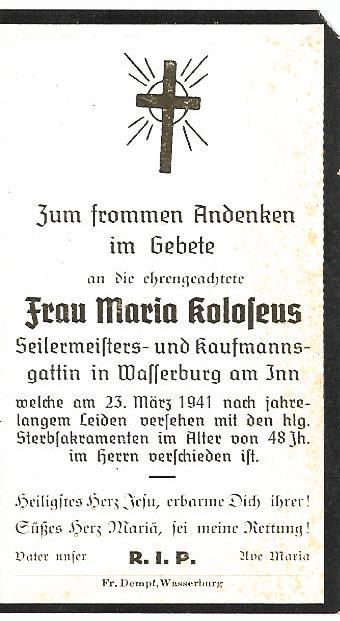 Zum frommen Andenken
im Gebete
an die ehrengeachtete
Frau Maria Koloseus
Seilermeisters- und Kaufmanns-
gattin in Wasserburg am Inn
welche am 23. März 1941 nach jahre-
langem Leiden versehen mit den hlg.
Sterbsakramenten im Alter von 48 Jh.
im Herrn verschieden ist.
Heiligstes Herz Jesu, erbarme Dich ihrer!
Süßes Herz Mariä, sei meine Rettung!
Vater unser R. I. P. Ave Maria
Fr. Dempf, Wasserburg